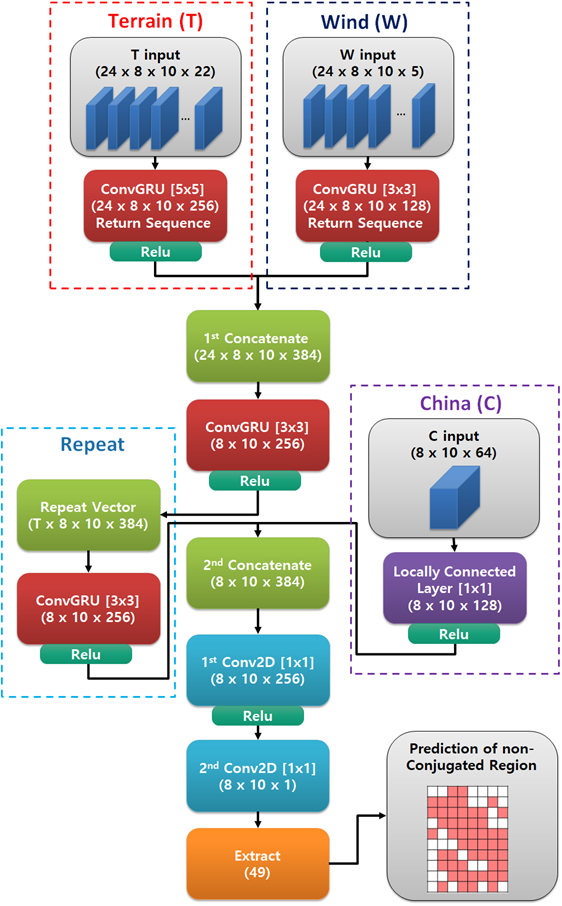 Terrain (T)
Wind (W)
T input
(24 x 8 x 10 x 22)
...
W input
(24 x 8 x 10 x 5)
...
ConvGRU [5x5]
(24 x 8 x 10 x 256)
Return Sequence
Relu
ConvGRU [3x3]
(24 x 8 x 10 x 128)
Return Sequence
Relu
1st Concatenate
(24 x 8 x 10 x 384)
ConvGRU [3x3]
(8 x 10 x 256)
Relu
China (C)
C input
(8 x 10 x 64)
Locally Connected
Layer [1x1]
(8 x 10 x 128)
Relu
Repeat
Repeat Vector
(T x 8 x 10 x 384)
ConvGRU [3x3]
(8 x 10 x 256)
Relu
2nd Concatenate
(8 x 10 x 384)
1st Conv2D [1x1]
(8 x 10 x 256)
Relu
2nd Conv2D [1x1]
(8 x 10 x 1)
Extract
(49)
Prediction of non-
Conjugated Region